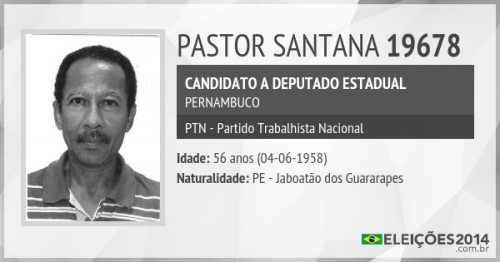 PASTOR SANTANA 19678
CANDIDATO A DEPUTADO ESTADUAL
PERNAMBUCO
PTN - Partido Trabalhista Nacional
Idade: 56 anos (04-06-1958)
Naturalidade: PE - Jaboatão dos Guararapes
ELEIÇÕES2014
.com.br